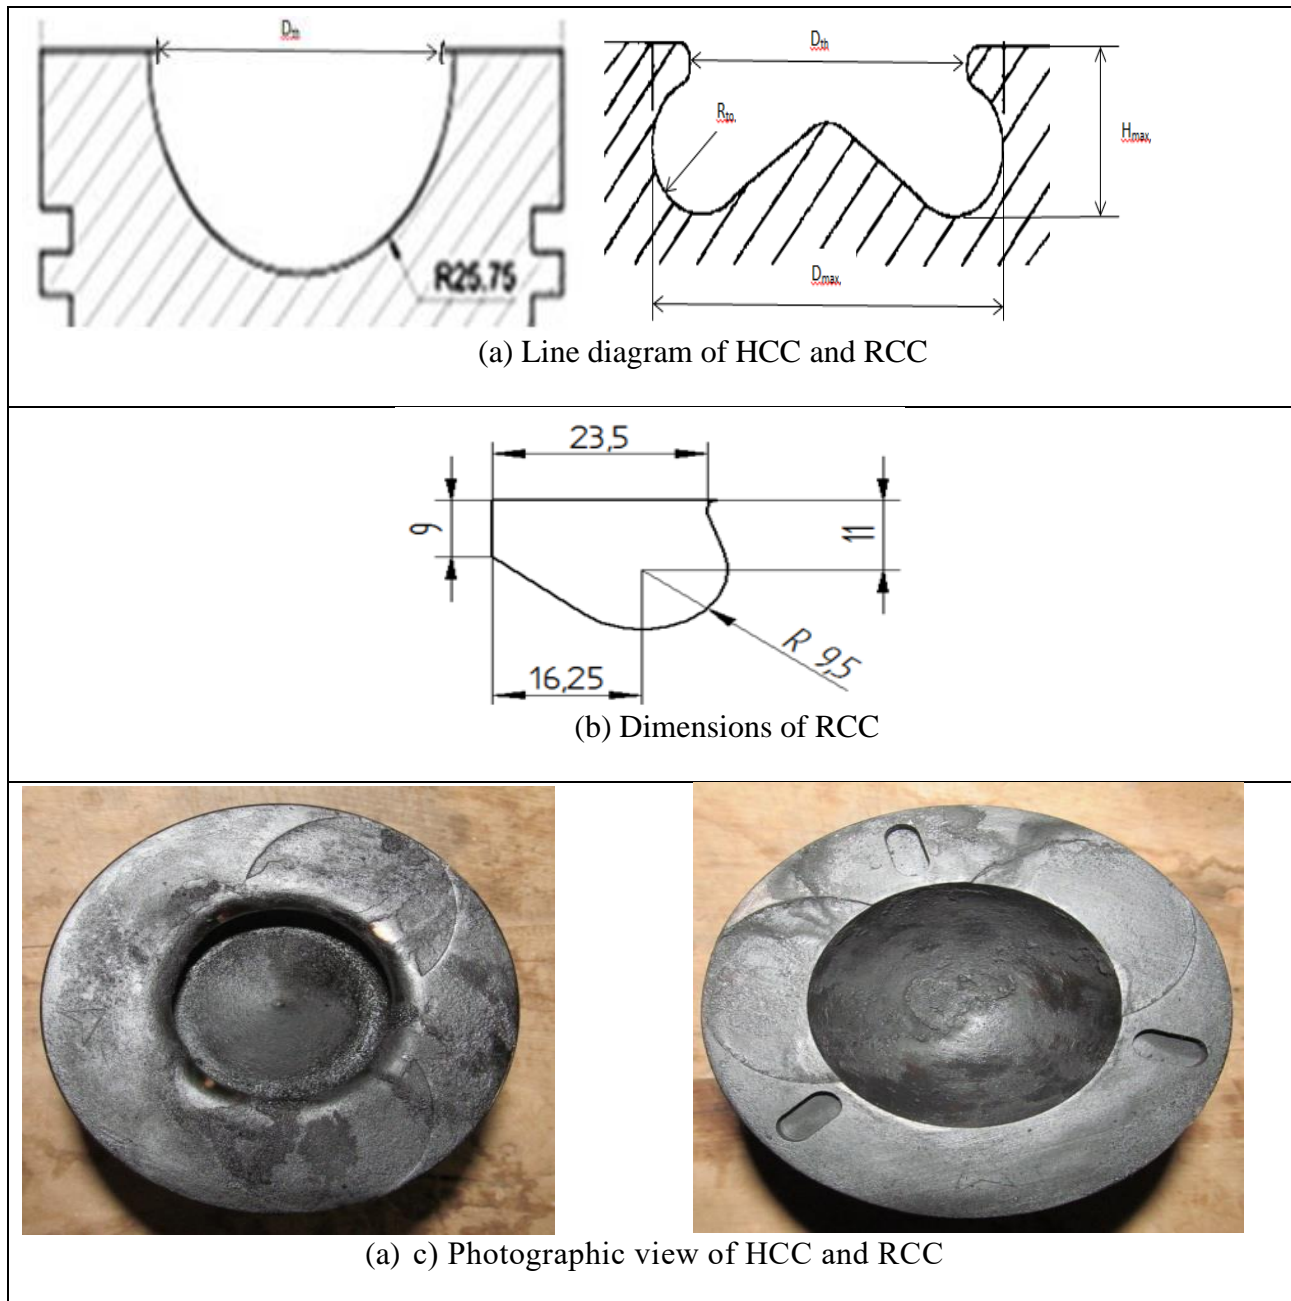 Dth
Dth
Rto,
Hmax,
R25.75
Dmax,
(a) Line diagram of HCC and RCC
23,5
9
11
R 9,5
16,25
(b) Dimensions of RCC
(a) c) Photographic view of HCC and RCC